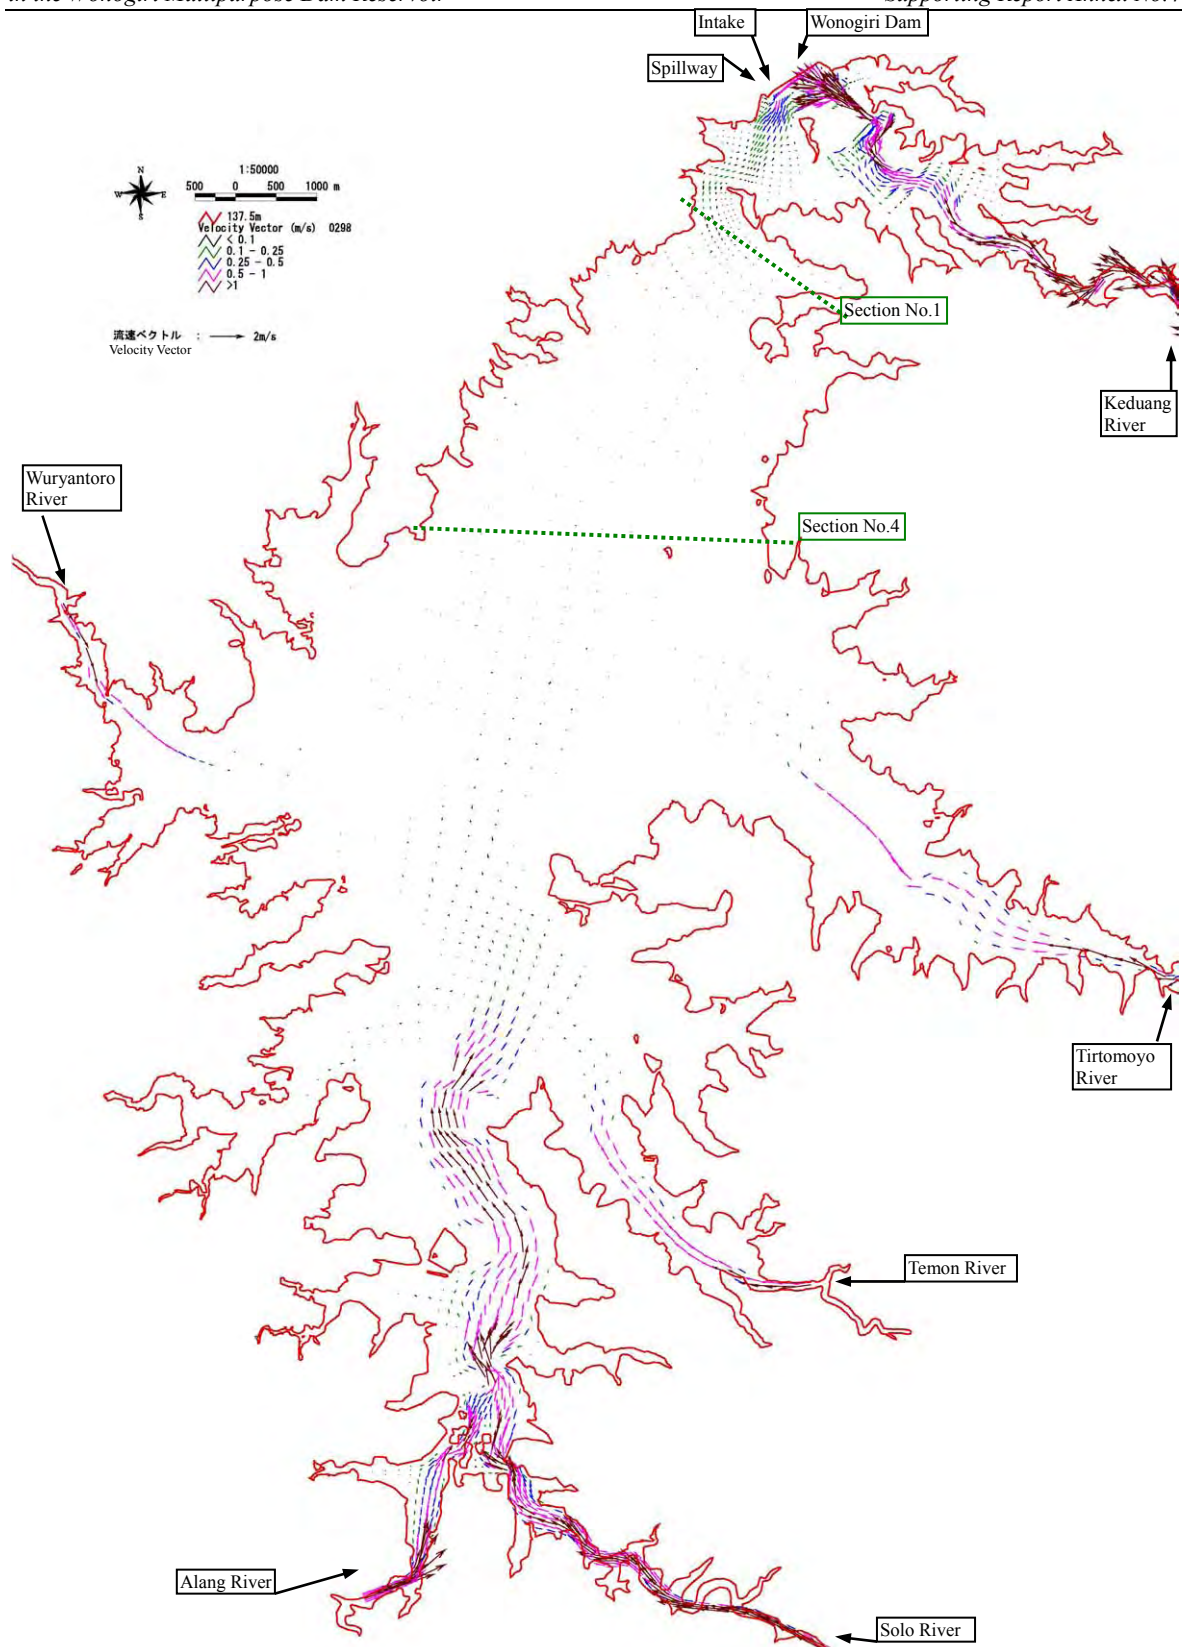 Intake
Wonogiri Dam
Spillway
N
W E
S
1:50000
500 0 500 1000 m
137.5m
Velocity Vector (m/s) 0298
< 0.1
0.1 - 0.25
0.25 - 0.5
0.5 - 1
>1
流速ベクトル : 2m/s
Velocity Vector
Section No.1
Keduang
River
Wuryantoro
River
Section No.4
Tirtomoyo
River
Temon River
Alang River
Solo River